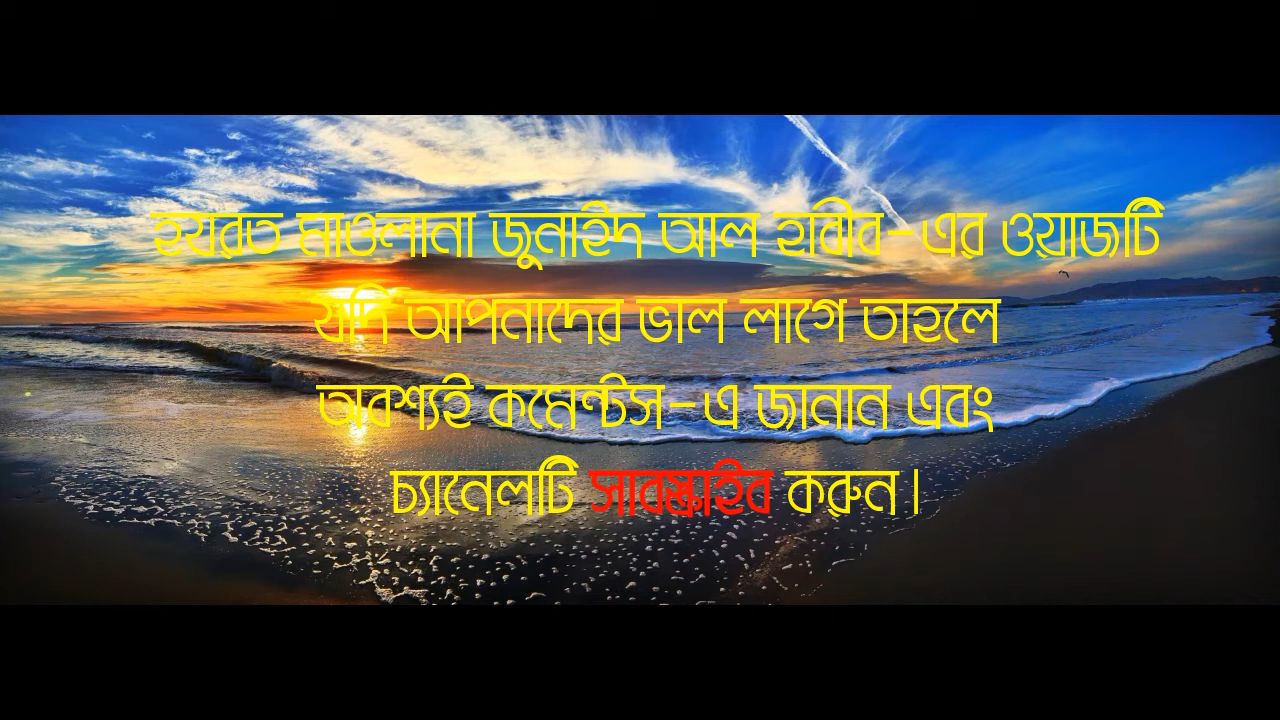 হযরত মাওলানা জুনাইদ আল হাবীব-এর ওয়াজটি
যদি আপনাদের ভাল লাগে তাহলে
অবশ্যই কমেন্টস-এ জানান এবং
চ্যানেলটি সাবস্ক্রাইব করুন।